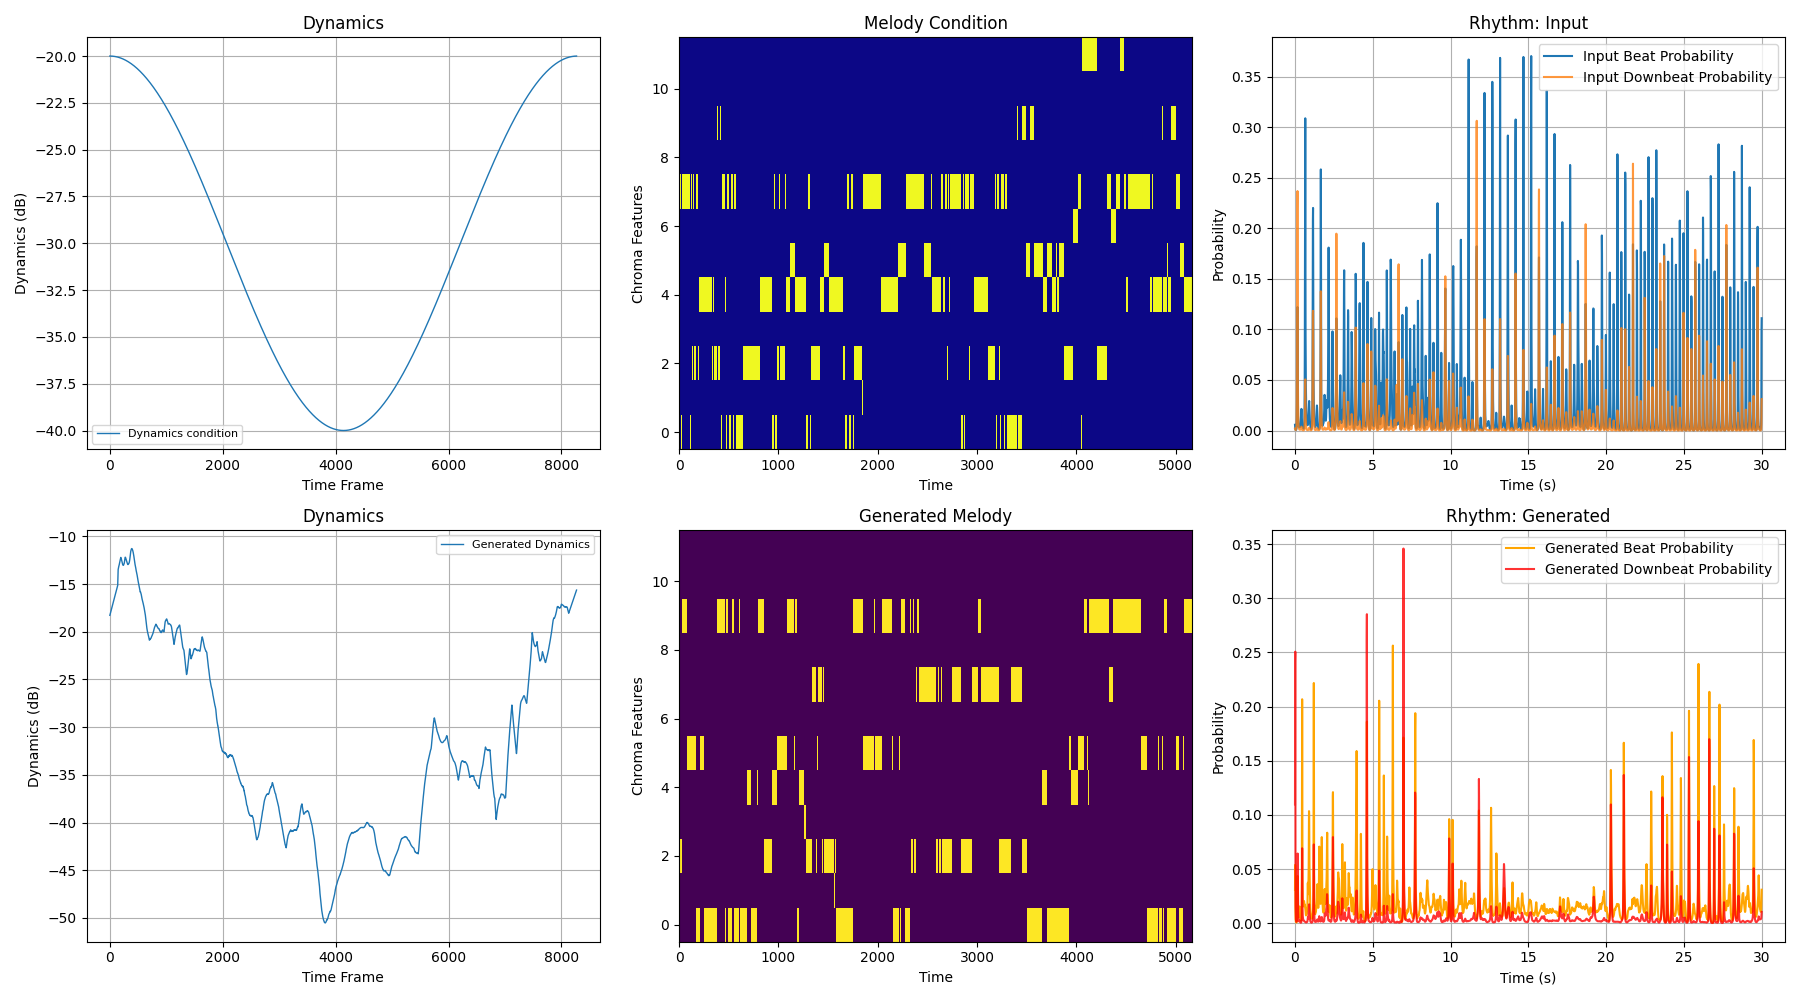 Dynamics
−20.0
−22.5
−25.0
−27.5
−30.0
−32.5
−35.0
−37.5
−40.0
Dynamics (dB)
Dynamics condition
0 2000 4000 6000 8000
Time Frame
Melody Condition
10
8
6
4
2
0
Chroma Features
0 1000 2000 3000 4000 5000
Time
Rhythm: Input
Input Beat Probability
Input Downbeat Probability
0.35
0.30
0.25
0.20
0.15
0.10
0.05
0.00
Probability
0 5 10 15 20 25 30
Time (s)
Dynamics
Generated Dynamics
−10
−15
−20
−25
−30
−35
−40
−45
−50
Dynamics (dB)
0 2000 4000 6000 8000
Time Frame
Generated Melody
10
8
6
4
2
0
Chroma Features
0 1000 2000 3000 4000 5000
Time
Rhythm: Generated
Generated Beat Probability
Generated Downbeat Probability
0.35
0.30
0.25
0.20
0.15
0.10
0.05
0.00
Probability
0 5 10 15 20 25 30
Time (s)